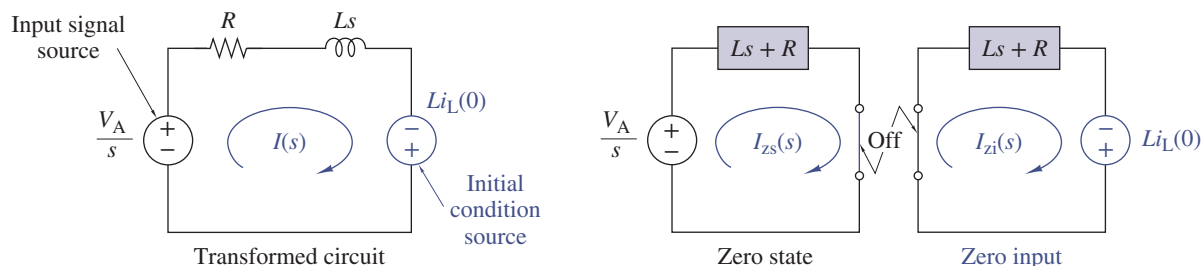 Input signal
source
R
Ls
V_A
s
+
−
I(s)
Li_L(0)
−
+
Initial
condition
source
Transformed circuit
Ls + R
V_A
s
+
−
I_zs(s)
Off
Zero state
Ls + R
I_zi(s)
−
+
Li_L(0)
Zero input